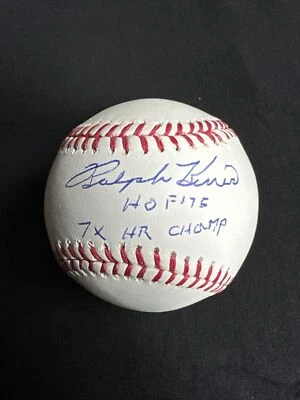 Ralph Kiner
HOF '75
7X HR CHAMP